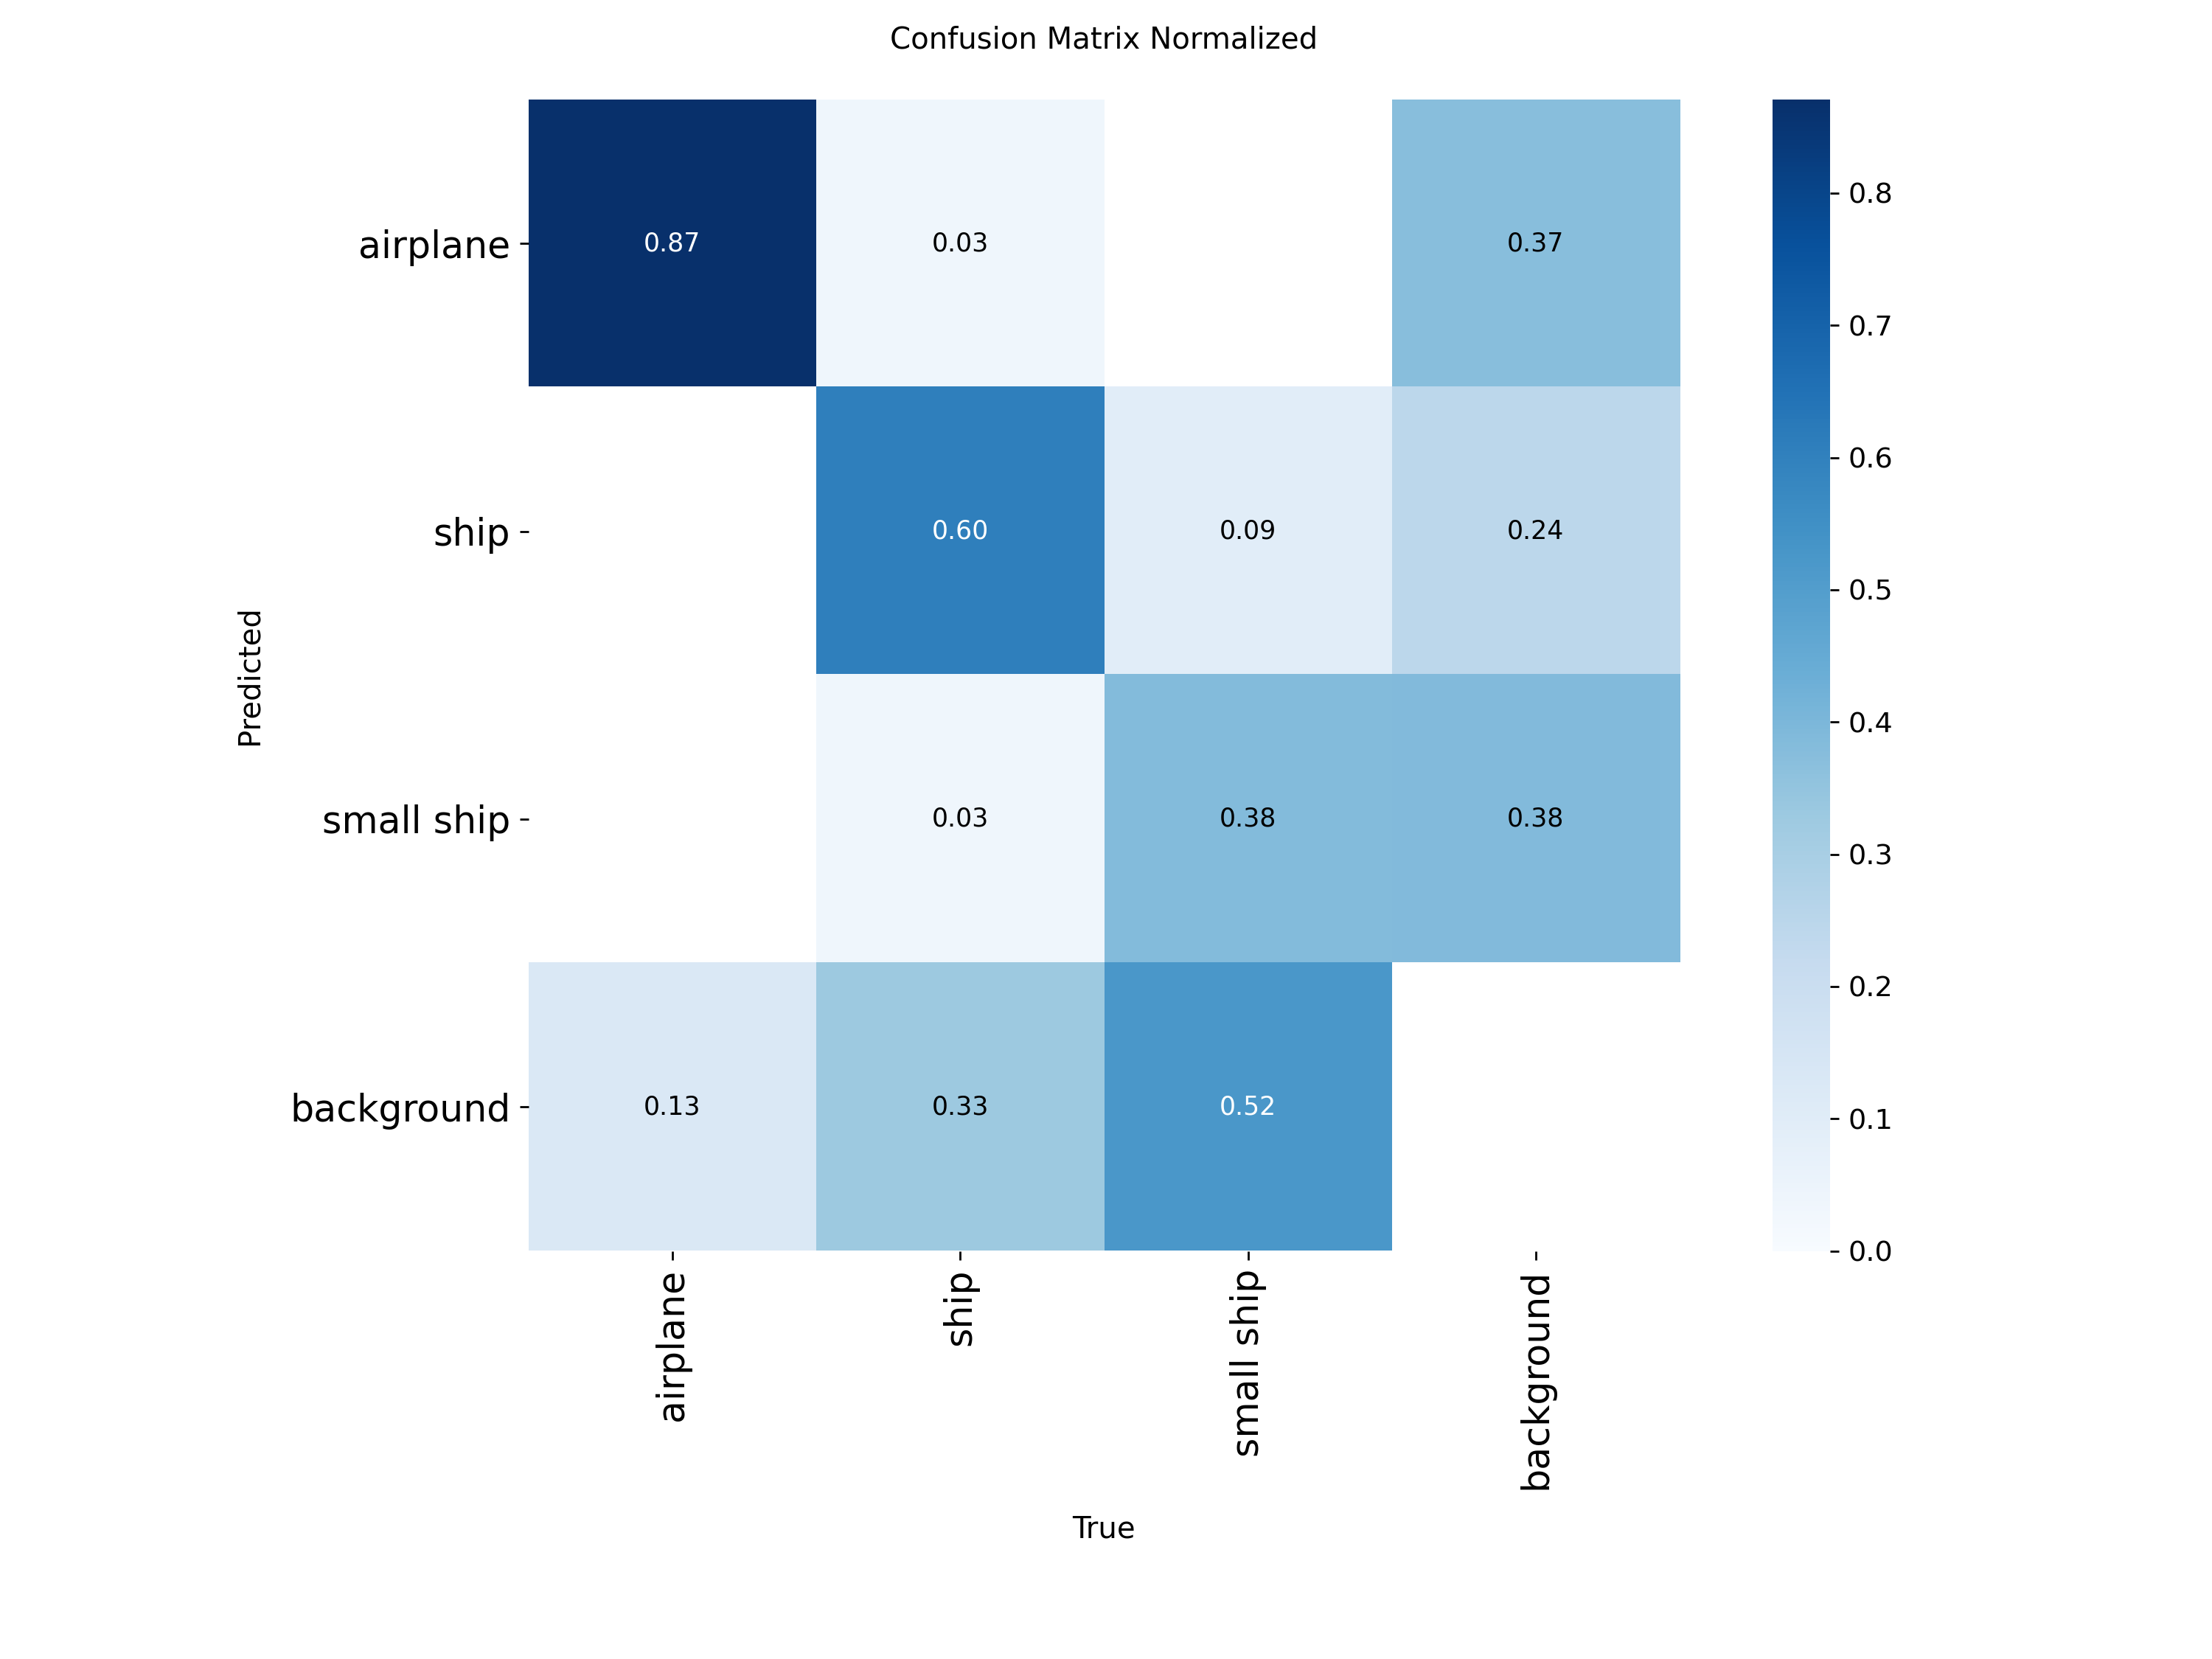 Confusion Matrix Normalized
airplane
0.87
0.03
0.37
ship
0.60
0.09
0.24
small ship
0.03
0.38
0.38
background
0.13
0.33
0.52
Predicted
airplane
ship
small ship
background
True
0.8
0.7
0.6
0.5
0.4
0.3
0.2
0.1
0.0